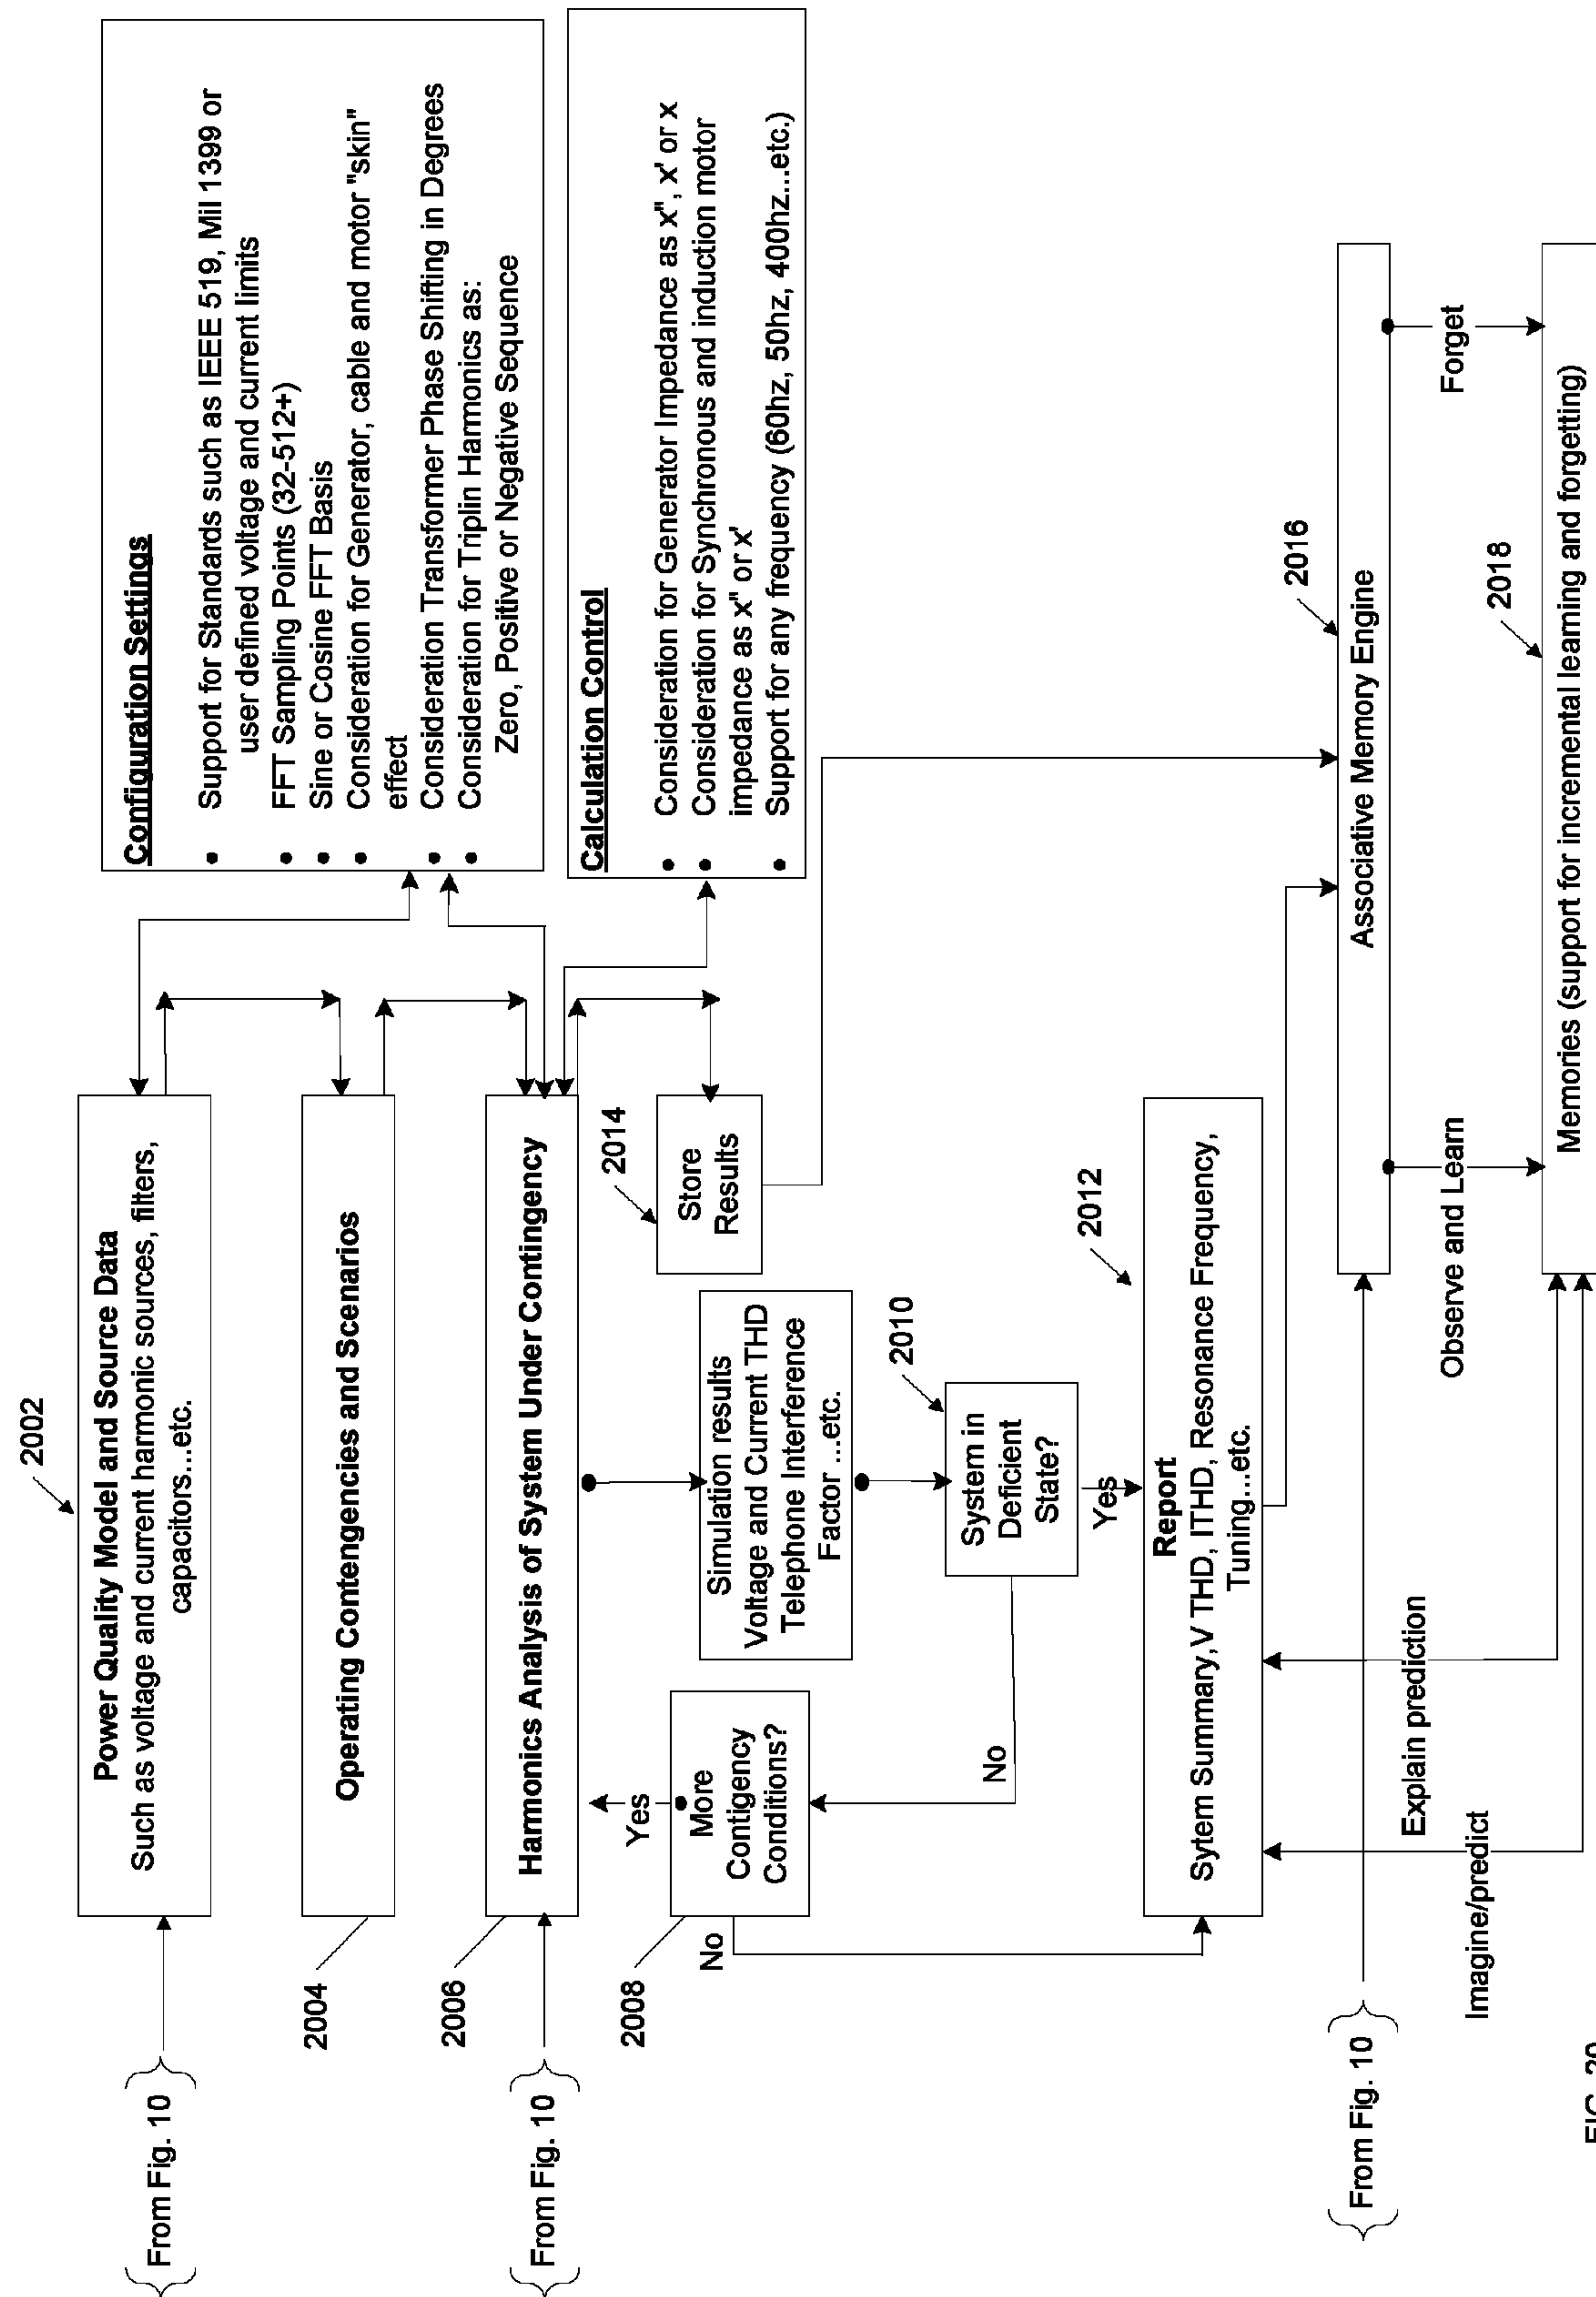 2002
Power Quality Model and Source Data
Such as voltage and current harmonic sources, filters,
capacitors...etc.
From Fig. 10
Configuration Settings
• Support for Standards such as IEEE 519, Mil 1399 or
user defined voltage and current limits
• FFT Sampling Points (32-512+)
• Sine or Cosine FFT Basis
• Consideration for Generator, cable and motor "skin"
effect
• Consideration Transformer Phase Shifting in Degrees
• Consideration for Triplin Harmonics as:
Zero, Positive or Negative Sequence
2004
Operating Contengencies and Scenarios
2006
Harmonics Analysis of System Under Contingency
From Fig. 10
Calculation Control
• Consideration for Generator Impedance as x", x' or x
• Consideration for Synchronous and induction motor
impedance as x" or x'
• Support for any frequency (60hz, 50hz, 400hz...etc.)
2014
Store
Results
Simulation results
Voltage and Current THD
Telephone Interference
Factor ...etc.
2008
More
Contigency
Conditions?
Yes
No
2010
System in
Deficient
State?
No
Yes
2012
Report
Sytem Summary,V THD, ITHD, Resonance Frequency,
Tuning...etc.
2016
Associative Memory Engine
From Fig. 10
Imagine/predict
Explain prediction
Observe and Learn
Forget
2018
Memories (support for incremental learning and forgetting)
FIG. 20